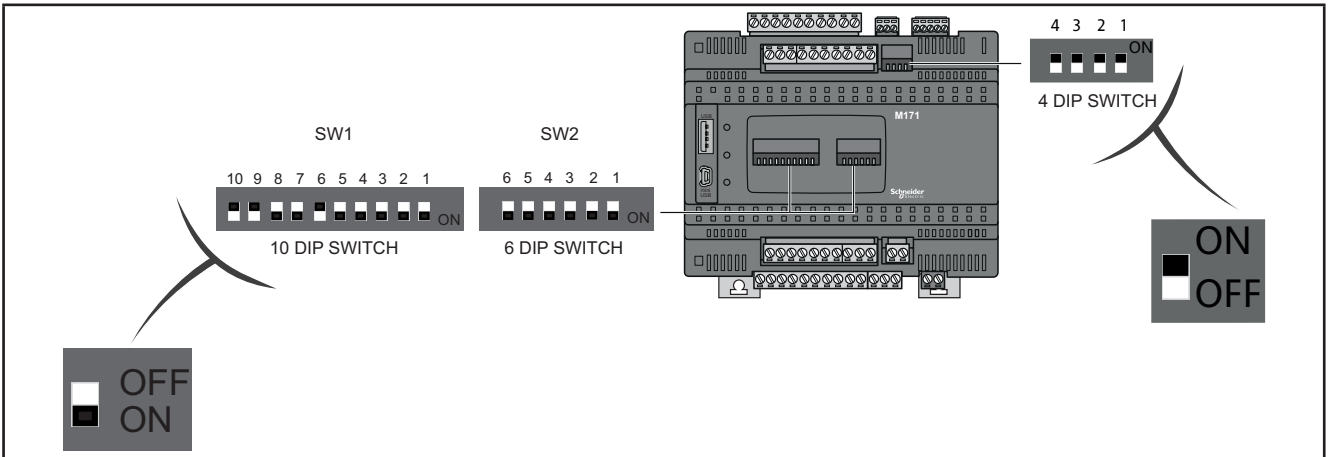 4 3 2 1
ON
4 DIP SWITCH
SW1
SW2
10 9 8 7 6 5 4 3 2 1
ON
10 DIP SWITCH
6 5 4 3 2 1
ON
6 DIP SWITCH
M171
USB
Schneider
Electric
ON
OFF
OFF
ON